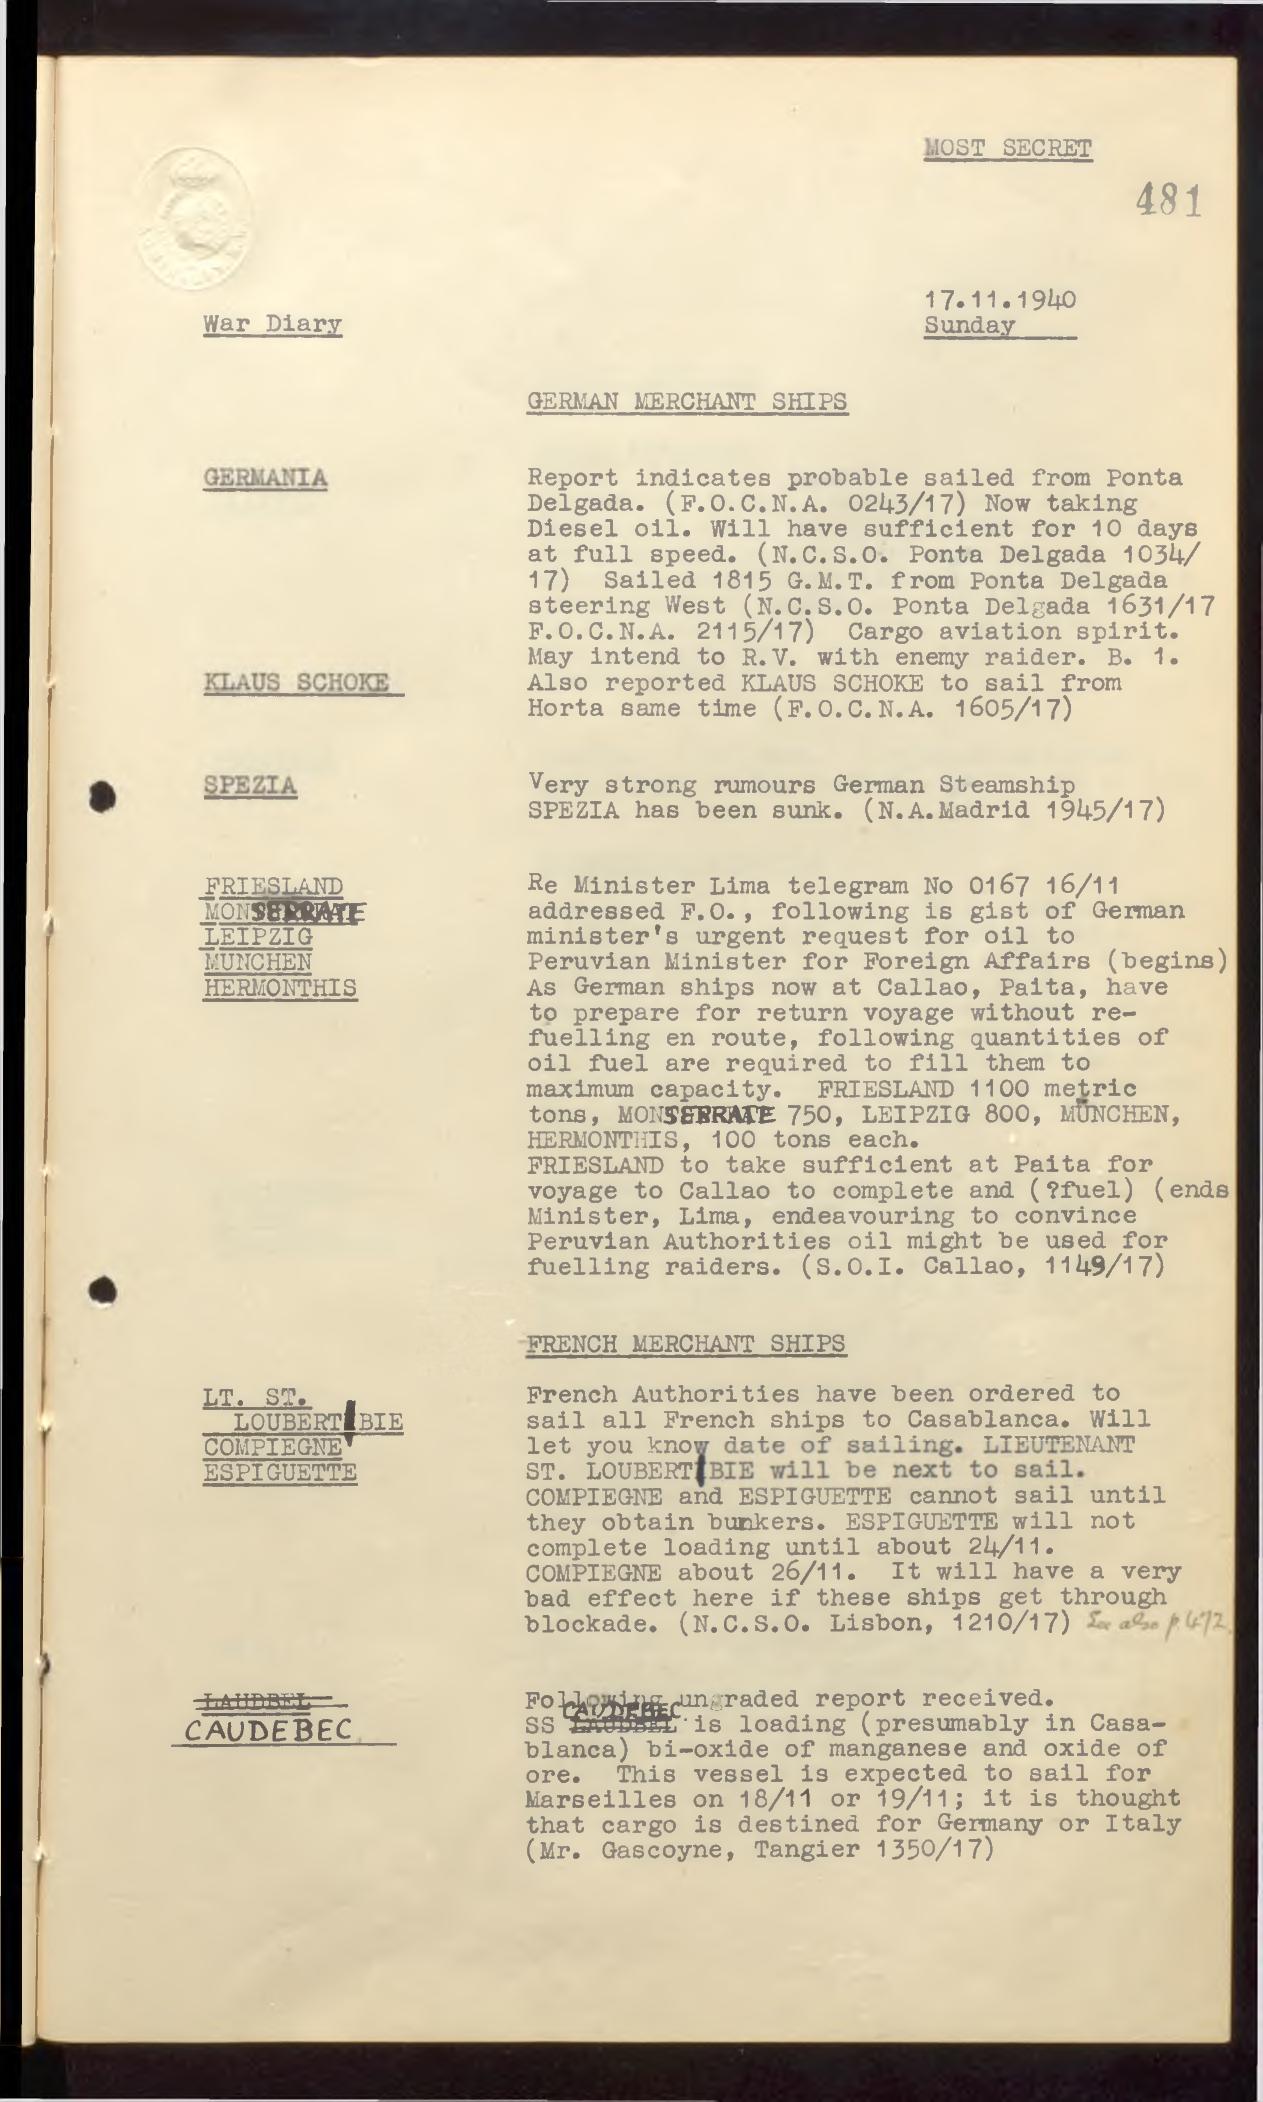 MOST SECRET
481
17.11.1940
War Diary
Sunday
GERMAN MERCHANT SHIPS
GERMANIA
Report indicates probable sailed from Ponta
Delgada. (F.O.C.N.A. 0243/17) Now taking
Diesel oil. Will have sufficient for 10 days
at full speed. (N.C.S.O. Ponta Delgada 1034/
17) Sailed 1815 G.M.T. from Ponta Delgada
steering West (N.C.S.O. Ponta Delgada 1631/17
F.O.C.N.A. 2115/17) Cargo aviation spirit.
May intend to R.V. with enemy raider. B. 1.
KLAUS SCHOKE
Also reported KLAUS SCHOKE to sail from
Horta same time (F.O.C.N.A. 1605/17)
SPEZIA
Very strong rumours German Steamship
SPEZIA has been sunk. (N.A.Madrid 1945/17)
FRIESLAND
MONSERRATE
LEIPZIG
MUNCHEN
HERMONTHIS
Re Minister Lima telegram No 0167 16/11
addressed F.O., following is gist of German
minister's urgent request for oil to
Peruvian Minister for Foreign Affairs (begins)
As German ships now at Callao, Paita, have
to prepare for return voyage without re-
fuelling en route, following quantities of
oil fuel are required to fill them to
maximum capacity. FRIESLAND 1100 metric
tons, MONSERRATE 750, LEIPZIG 800, MÜNCHEN,
HERMONTHIS, 100 tons each.
FRIESLAND to take sufficient at Paita for
voyage to Callao to complete and (?fuel) (ends
Minister, Lima, endeavouring to convince
Peruvian Authorities oil might be used for
fuelling raiders. (S.O.I. Callao, 1149/17)
FRENCH MERCHANT SHIPS
LT. ST.
LOUBERT BIE
COMPIEGNE
ESPIGUETTE
French Authorities have been ordered to
sail all French ships to Casablanca. Will
let you know date of sailing. LIEUTENANT
ST. LOUBERT BIE will be next to sail.
COMPIEGNE and ESPIGUETTE cannot sail until
they obtain bunkers. ESPIGUETTE will not
complete loading until about 24/11.
COMPIEGNE about 26/11. It will have a very
bad effect here if these ships get through
blockade. (N.C.S.O. Lisbon, 1210/17) See also p. 472.
LAUDBEL
CAUDEBEC
Following ungraded report received.
CAUDEBEC
SS LAUDBEL is loading (presumably in Casa-
blanca) bi-oxide of manganese and oxide of
ore. This vessel is expected to sail for
Marseilles on 18/11 or 19/11; it is thought
that cargo is destined for Germany or Italy
(Mr. Gascoyne, Tangier 1350/17)